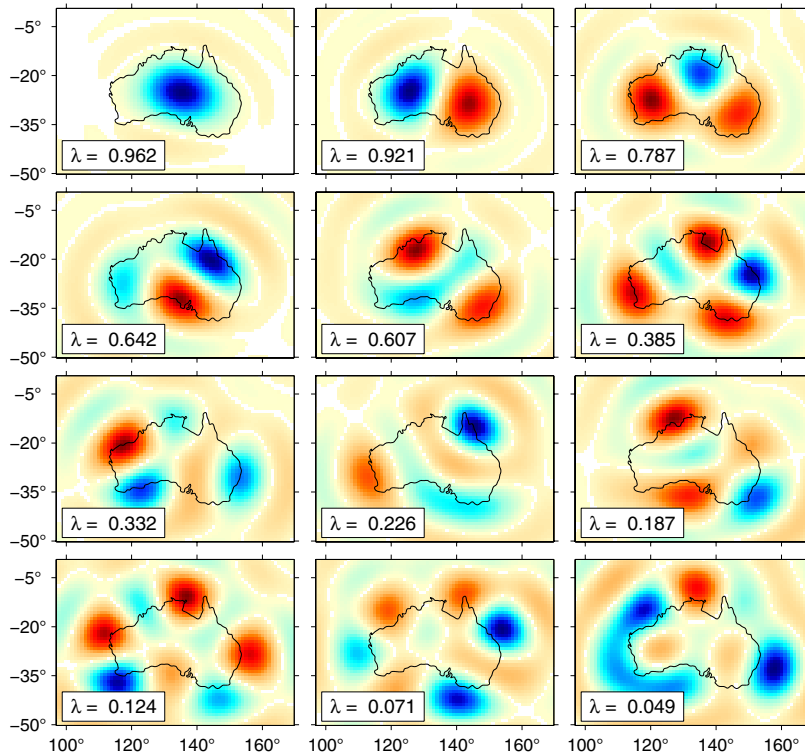 −5°
−20°
−35°
−50°
λ = 0.962
λ = 0.921
λ = 0.787
−5°
−20°
−35°
−50°
λ = 0.642
λ = 0.607
λ = 0.385
−5°
−20°
−35°
−50°
λ = 0.332
λ = 0.226
λ = 0.187
−5°
−20°
−35°
−50°
λ = 0.124
λ = 0.071
λ = 0.049
100° 120° 140° 160° 100° 120° 140° 160° 100° 120° 140° 160°